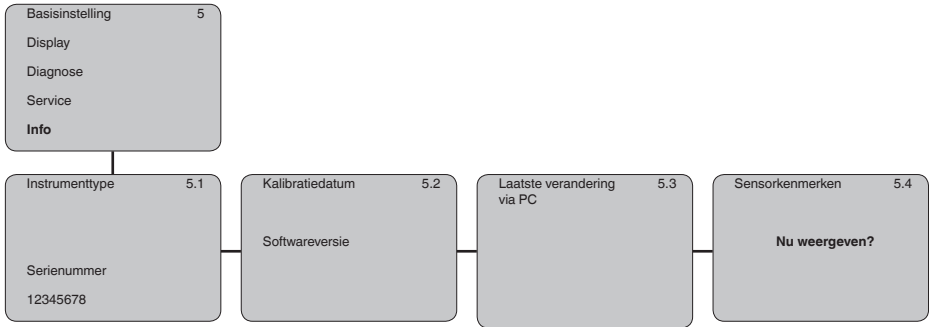 Basisinstelling 5
Display
Diagnose
Service
Info
Instrumenttype 5.1
Serienummer
12345678
Kalibratiedatum 5.2
Softwareversie
Laatste verandering 5.3
via PC
Sensorkenmerken 5.4
Nu weergeven?